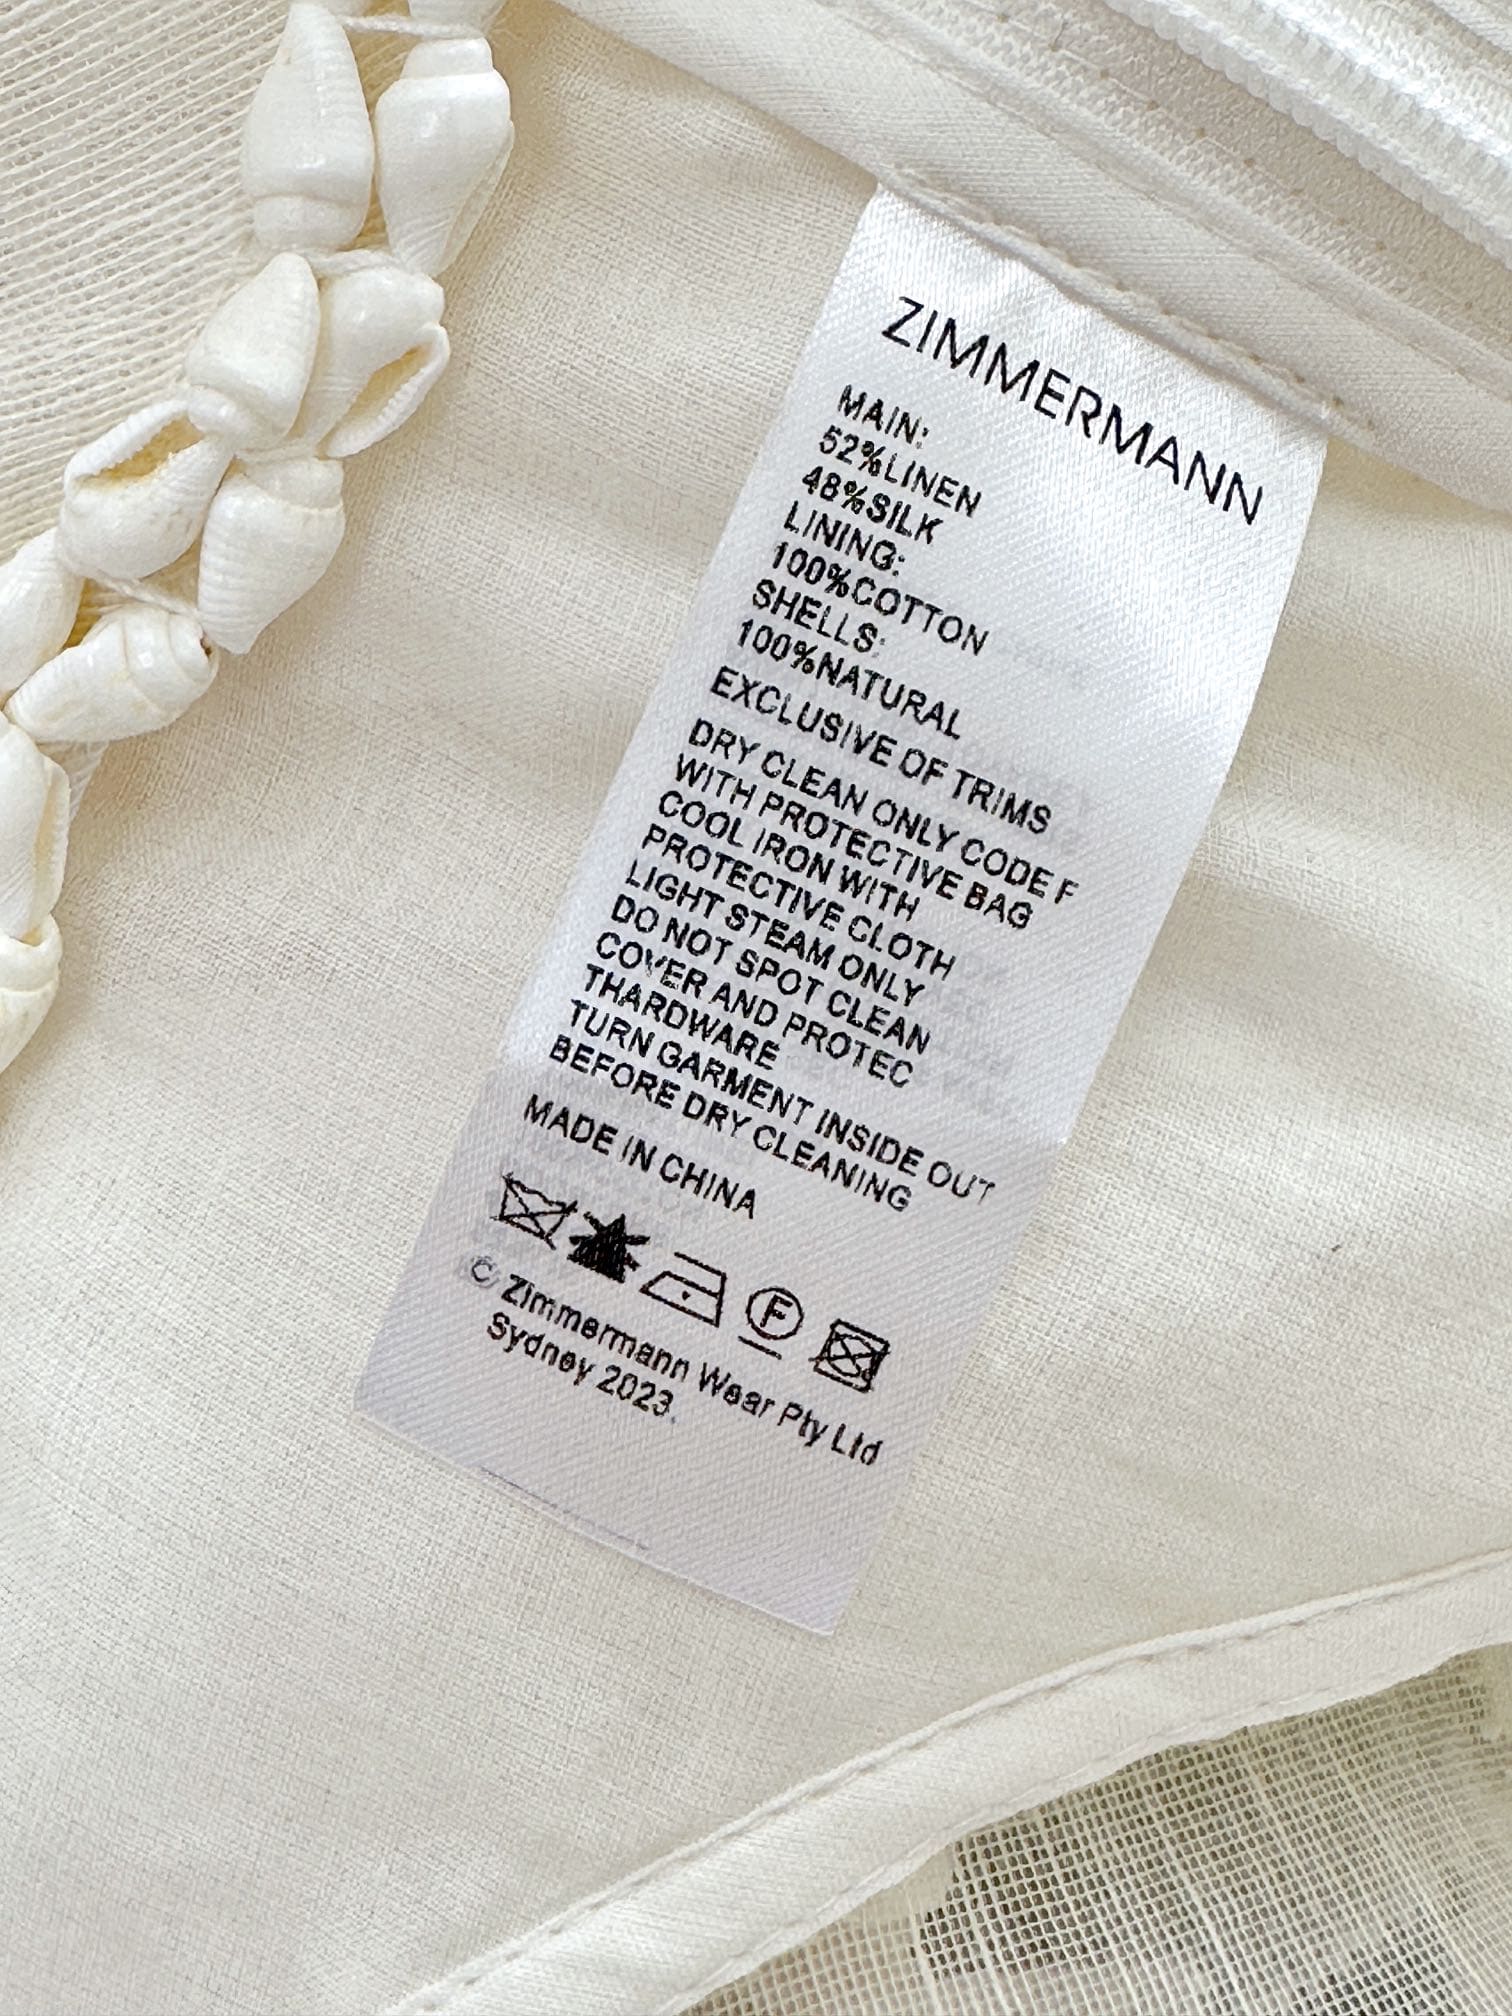 ZIMMERMANN
MAIN:
52%LINEN
48%SILK
LINING:
100%COTTON
SHELLS:
100%NATURAL
EXCLUSIVE OF TRIMS
DRY CLEAN ONLY CODE F
WITH PROTECTIVE BAG
COOL IRON WITH
PROTECTIVE CLOTH
LIGHT STEAM ONLY
DO NOT SPOT CLEAN
COVER AND PROTEC
THARDWARE
TURN GARMENT INSIDE OUT
BEFORE DRY CLEANING
MADE IN CHINA
F
© Zimmermann Wear Pty Ltd
Sydney 2023.